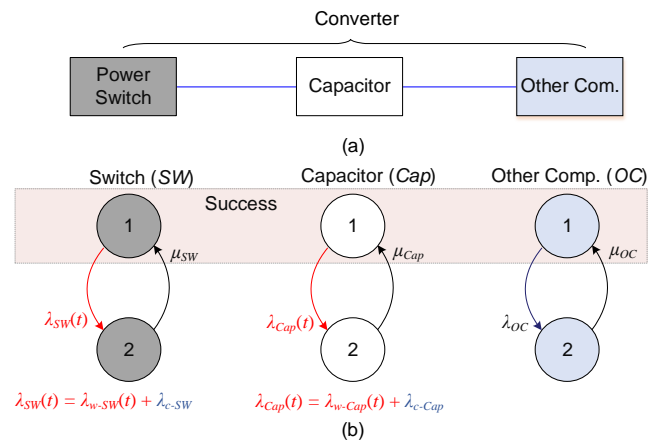 Converter
Power Switch
Capacitor
Other Com.
(a)
Switch (SW)
Capacitor (Cap)
Other Comp. (OC)
Success
1
1
1
μSW
μCap
μOC
λSW(t)
λCap(t)
λOC
2
2
2
λSW(t) = λw-SW(t) + λc-SW
λCap(t) = λw-Cap(t) + λc-Cap
(b)